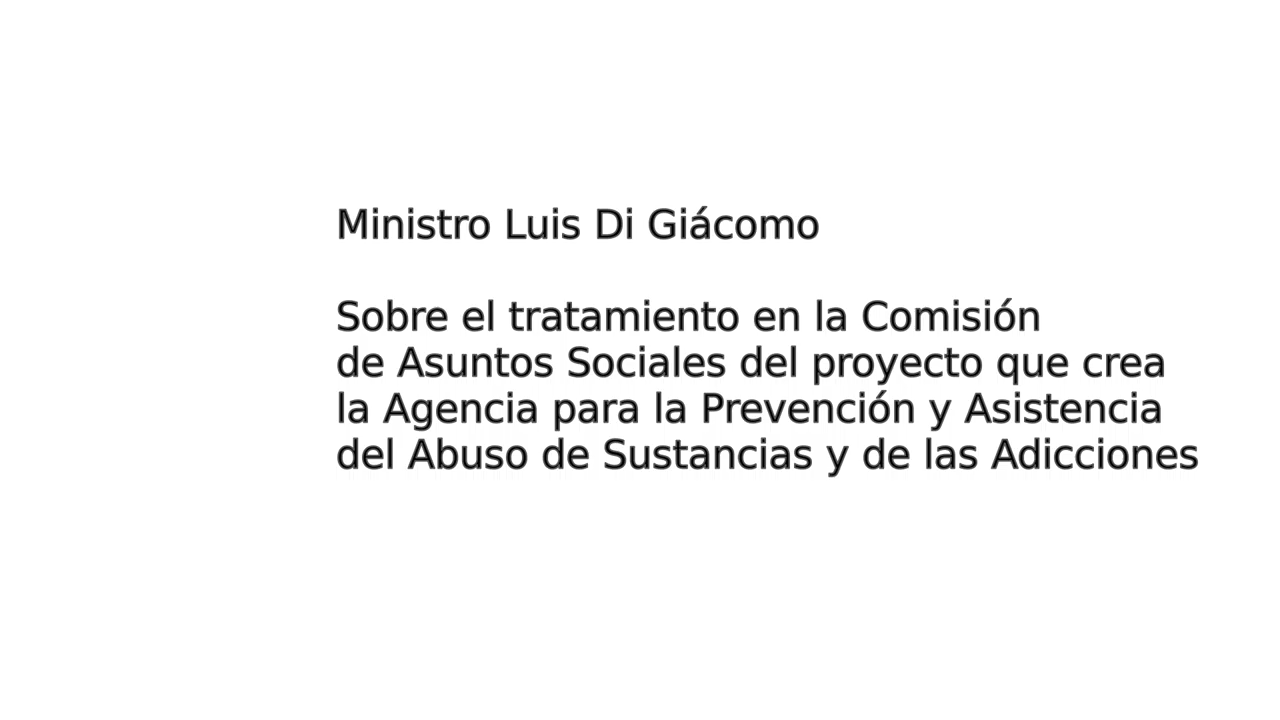 Ministro Luis Di Giácomo
Sobre el tratamiento en la Comisión
de Asuntos Sociales del proyecto que crea
la Agencia para la Prevención y Asistencia
del Abuso de Sustancias y de las Adicciones